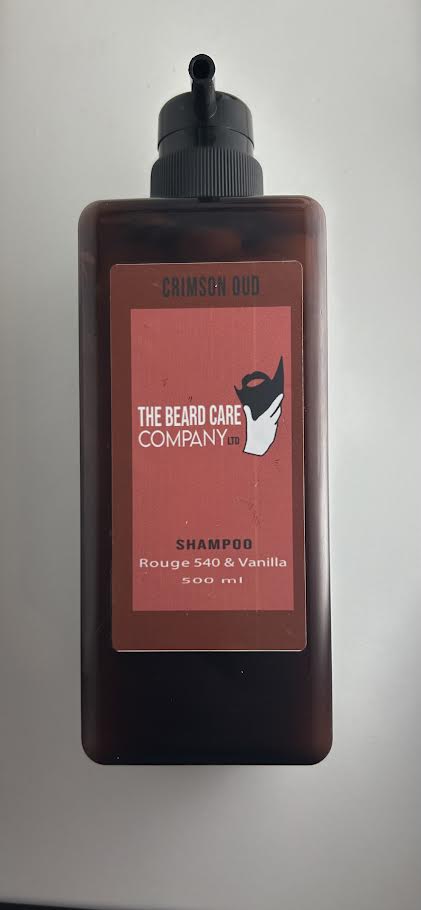 CRIMSON OUD
THE BEARD CARE
COMPANY LTD
SHAMPOO
Rouge 540 & Vanilla
500 ml